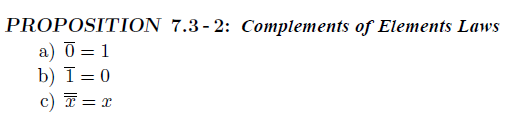 PROPOSITION 7.3 - 2: Complements of Elements Laws
a) 0̅ = 1
b) 1̅ = 0
c) x̿ = x